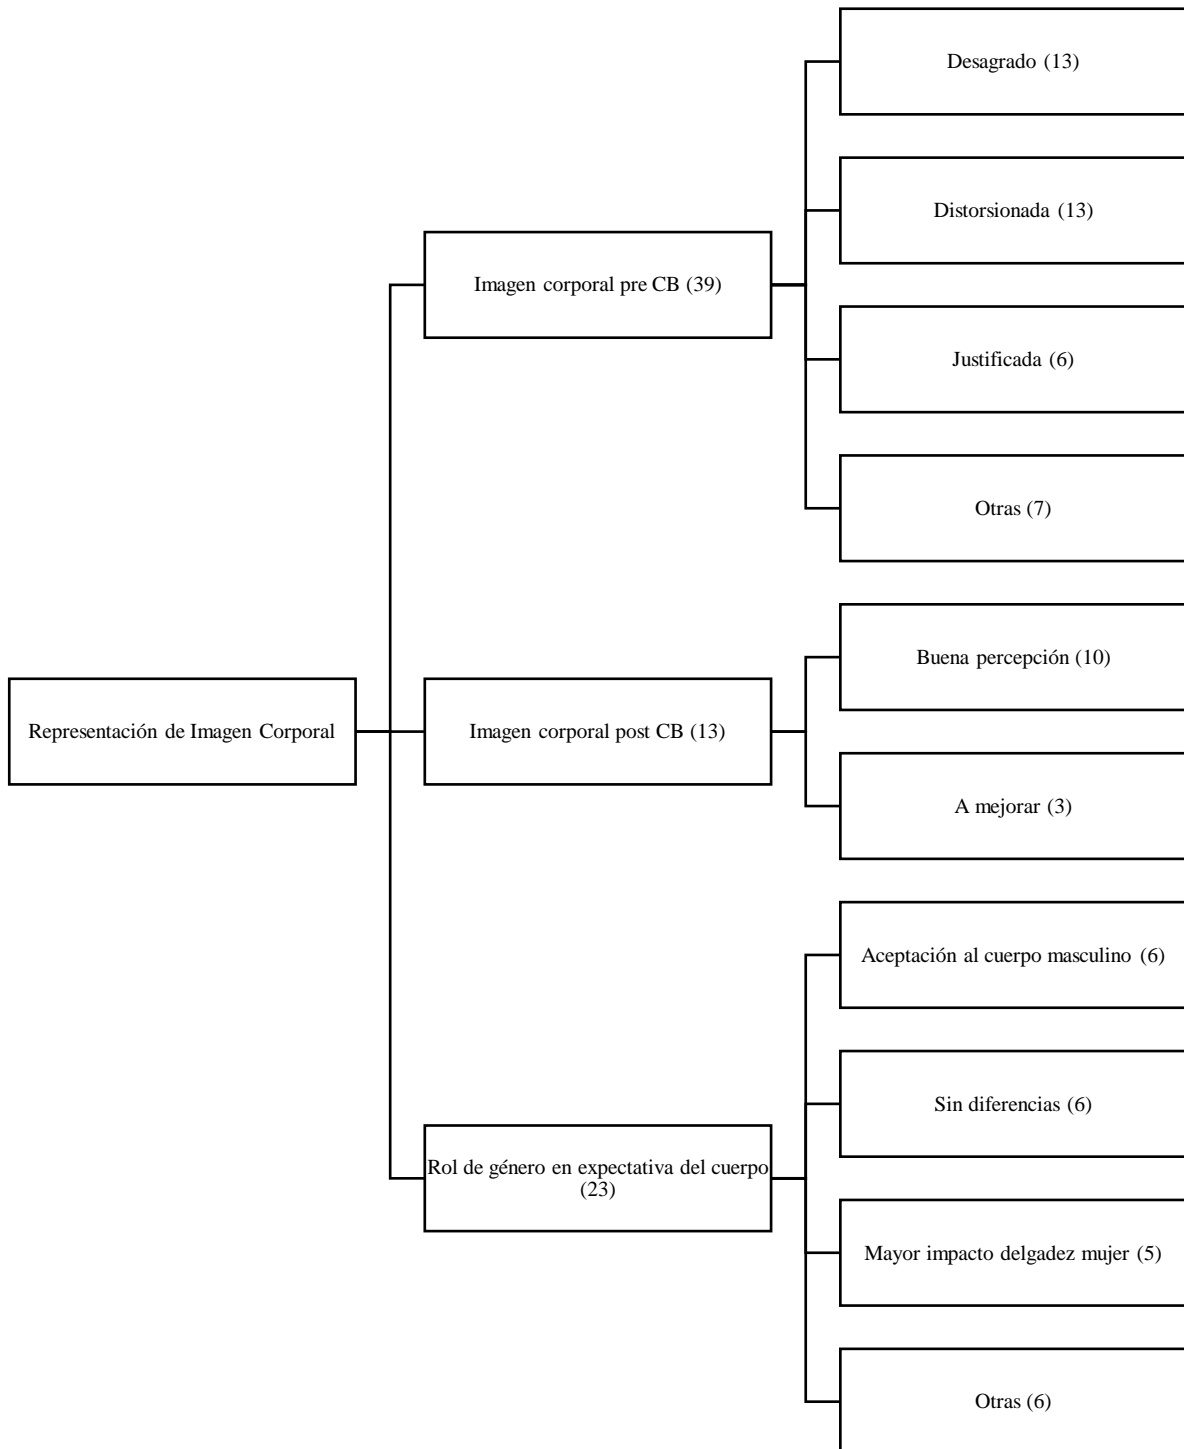 Representación de Imagen Corporal
Imagen corporal pre CB (39)
Desagrado (13)
Distorsionada (13)
Justificada (6)
Otras (7)
Imagen corporal post CB (13)
Buena percepción (10)
A mejorar (3)
Rol de género en expectativa del cuerpo
(23)
Aceptación al cuerpo masculino (6)
Sin diferencias (6)
Mayor impacto delgadez mujer (5)
Otras (6)